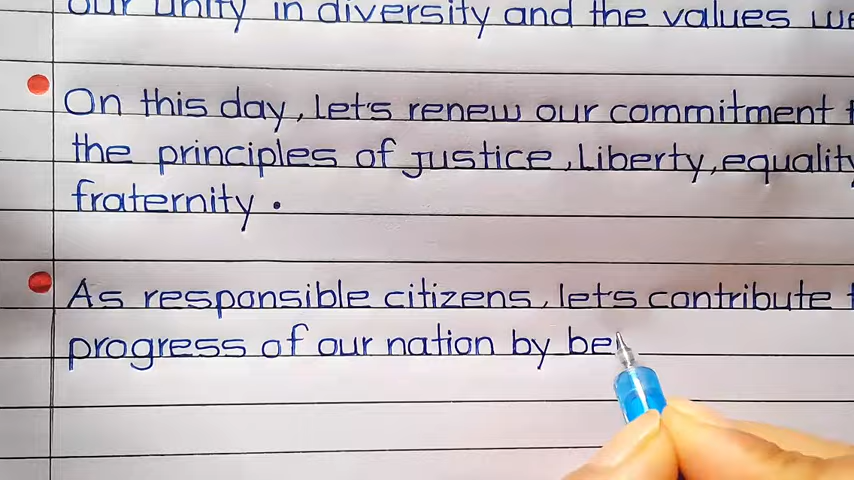 our unity in diversity and the values we
On this day, let's renew our commitment t
the principles of justice, liberty, equality
fraternity.
As responsible citizens, let's contribute t
progress of our nation by be